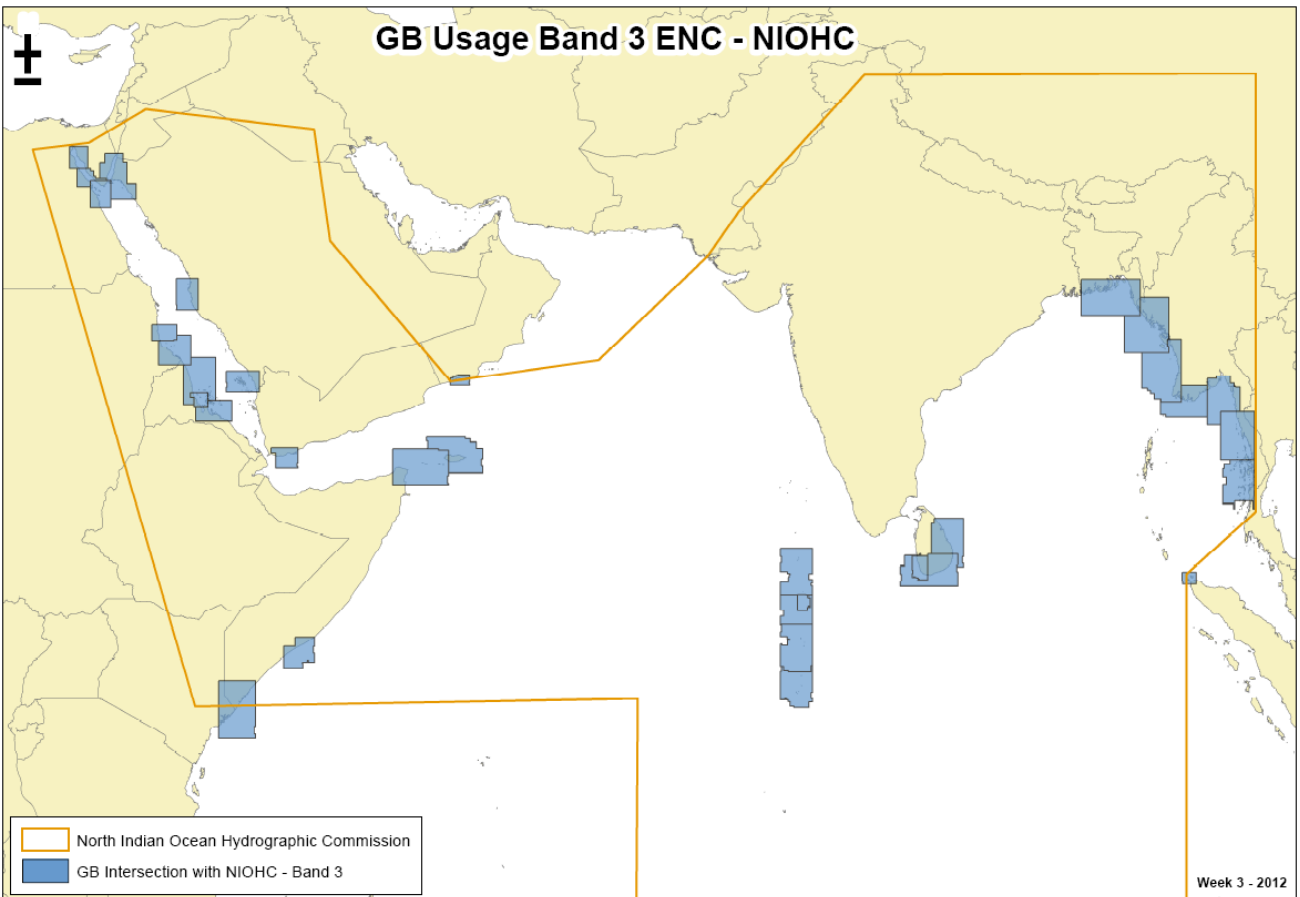 GB Usage Band 3 ENC - NIOHC
North Indian Ocean Hydrographic Commission
GB Intersection with NIOHC - Band 3
Week 3 - 2012